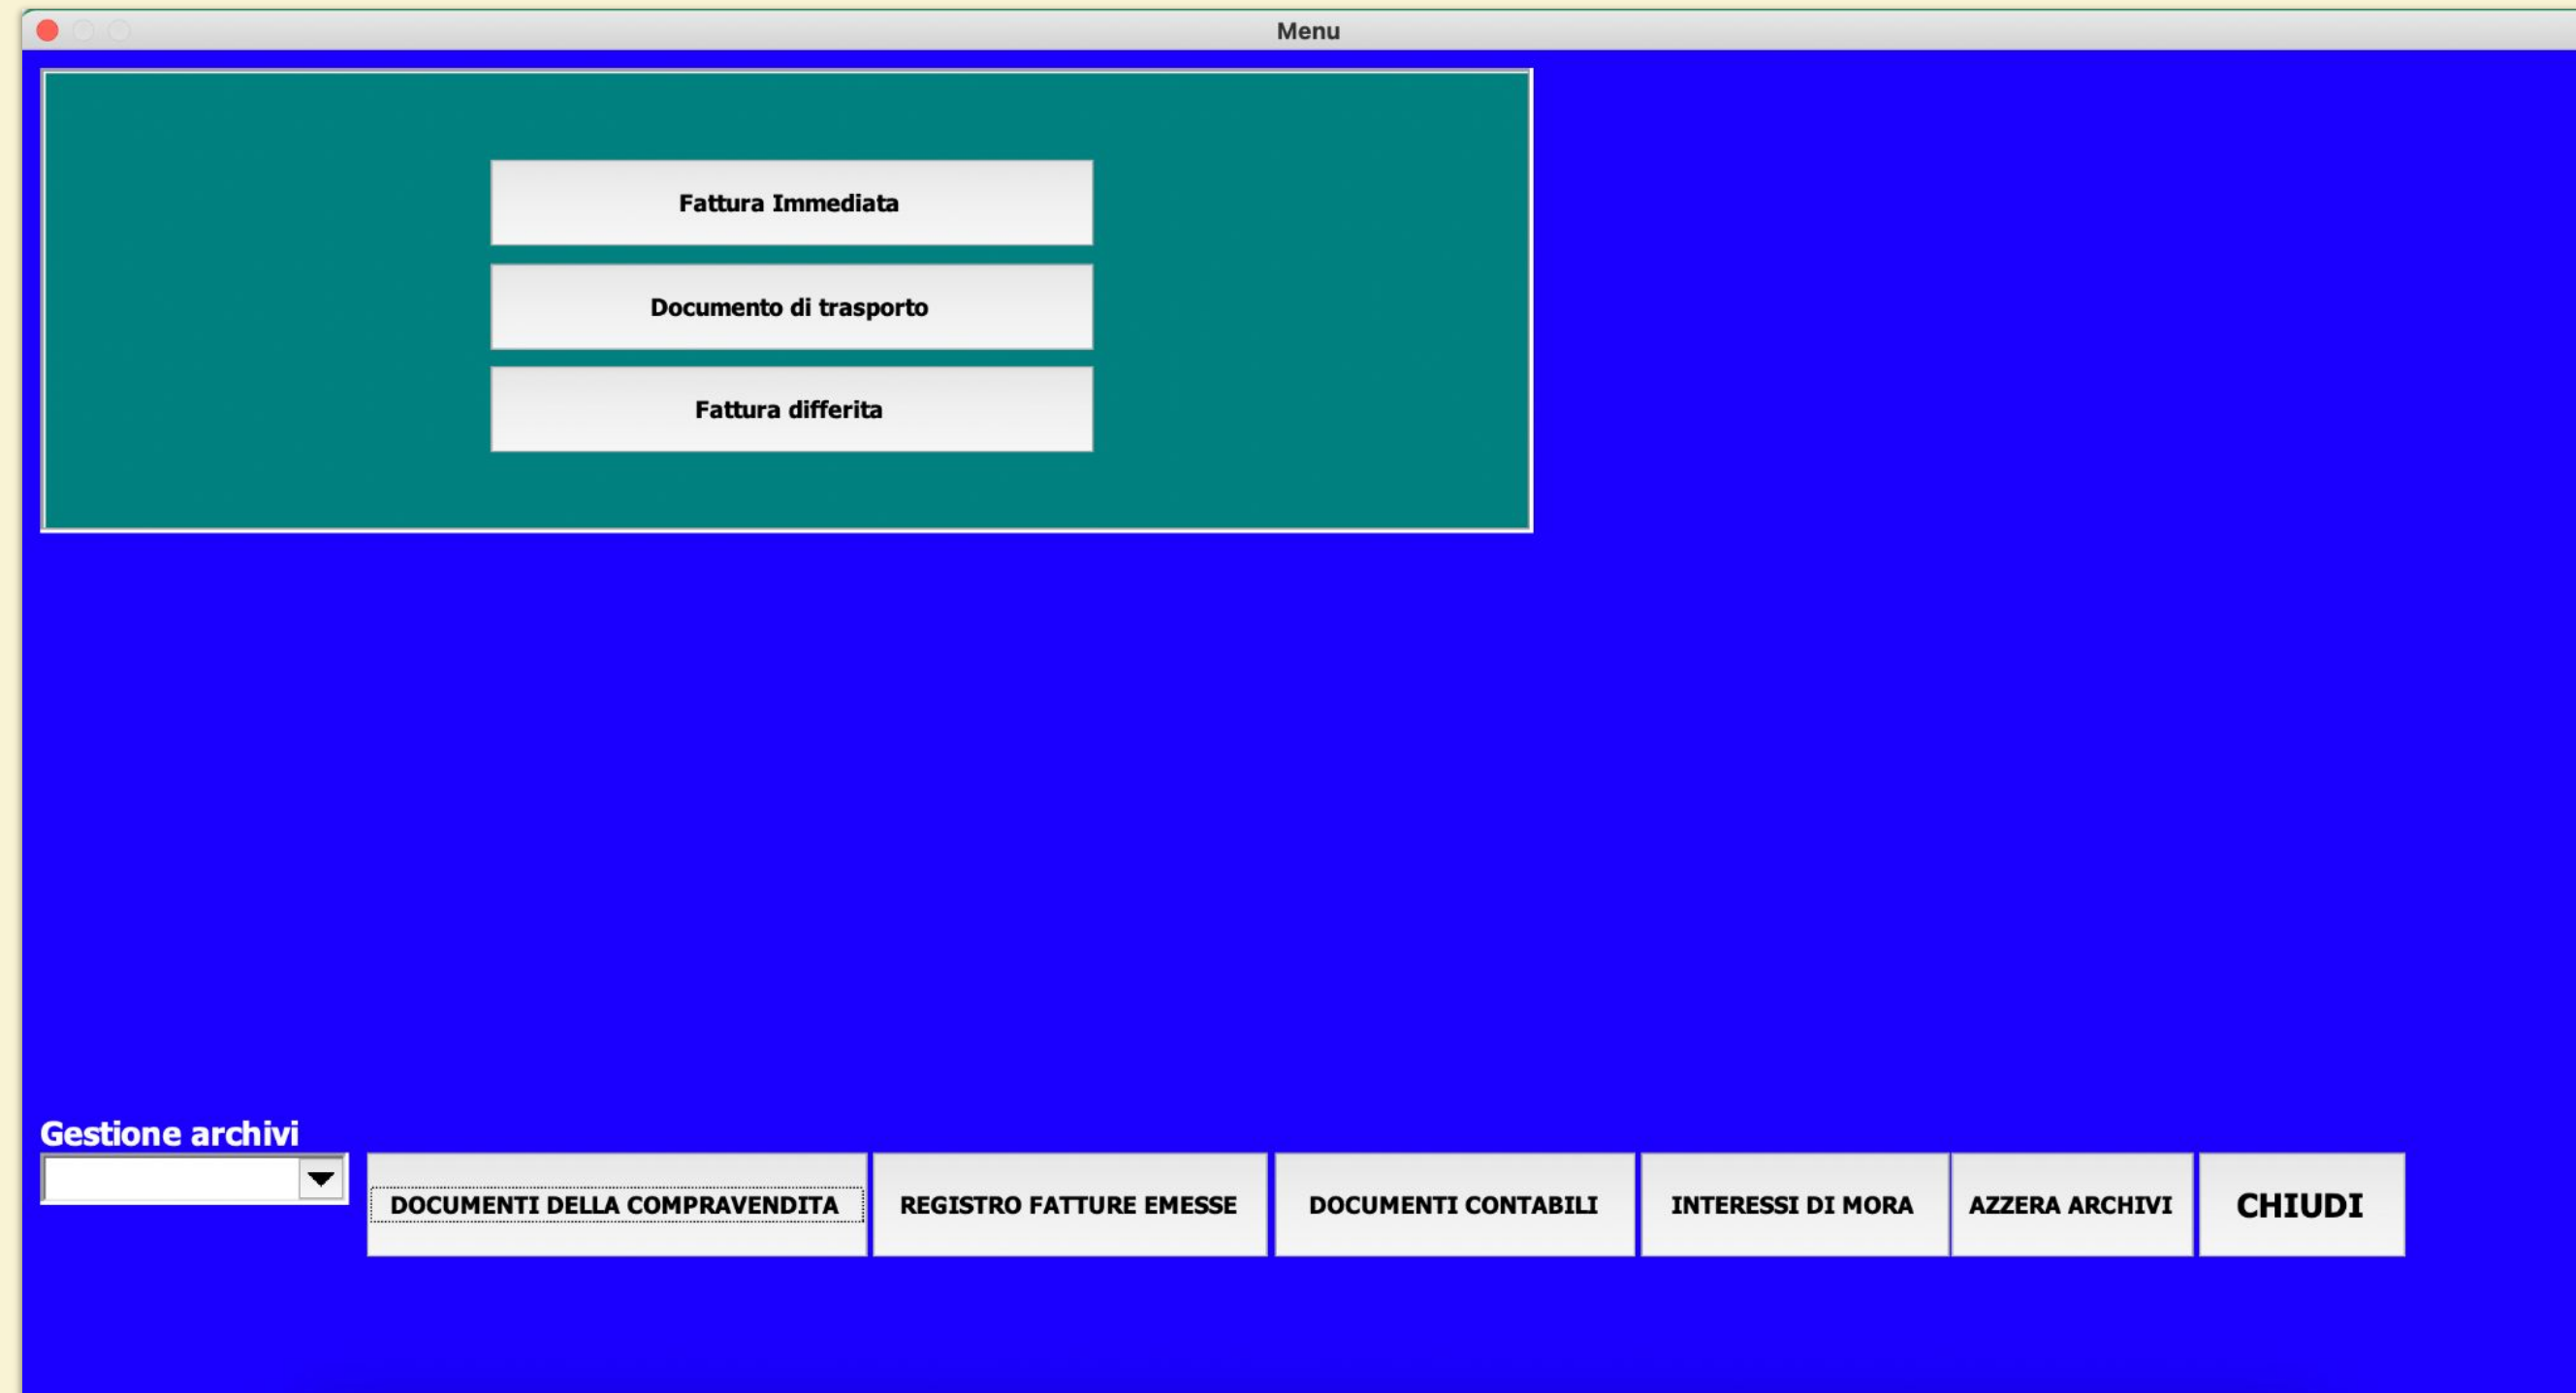 Menu
Fattura Immediata
Documento di trasporto
Fattura differita
Gestione archivi
DOCUMENTI DELLA COMPRAVENDITA
REGISTRO FATTURE EMESSE
DOCUMENTI CONTABILI
INTERESSI DI MORA
AZZERA ARCHIVI
CHIUDI